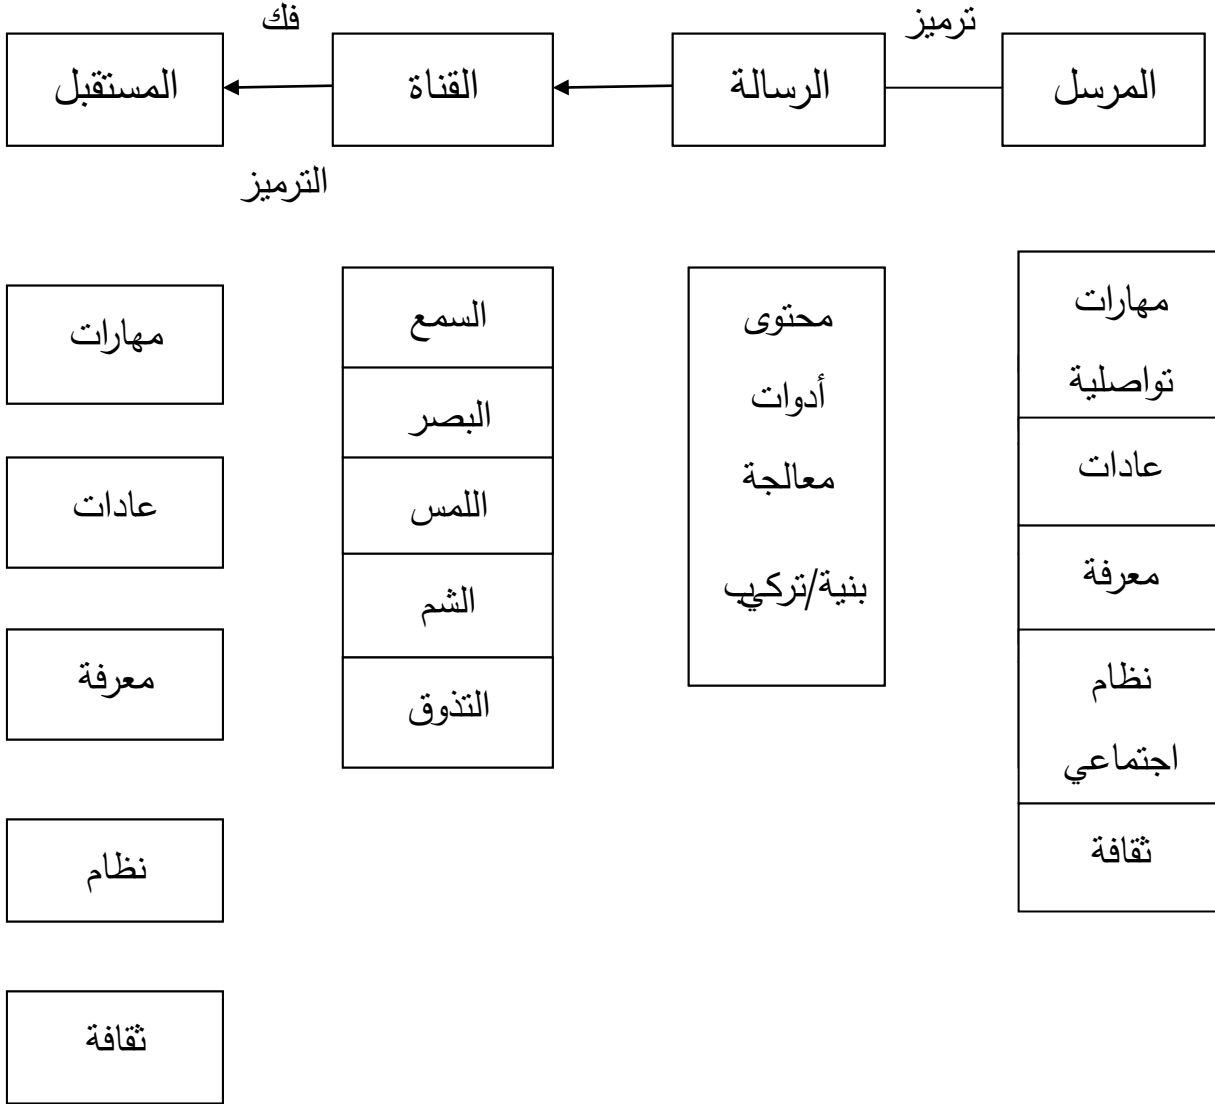 ترميز
فك
المرسل
الرسالة
القناة
المستقبل
الترميز
مهارات
تواصلية
عادات
معرفة
نظام
اجتماعي
ثقافة
محتوى
أدوات
معالجة
بنية/تركيب
السمع
البصر
اللمس
الشم
التذوق
مهارات
عادات
معرفة
نظام
ثقافة